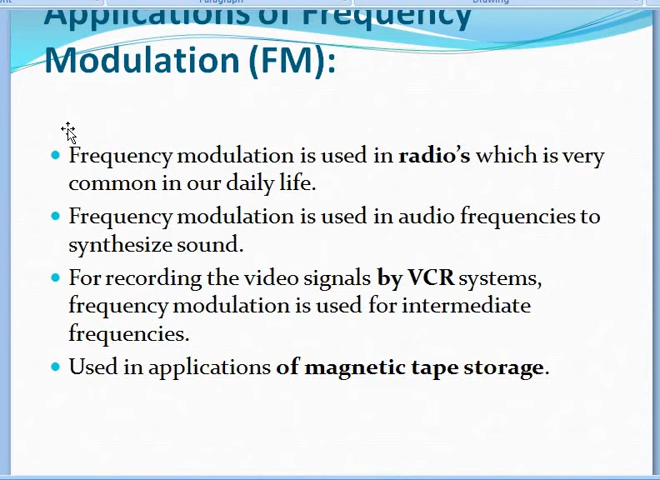 Paragraph
Drawing
Applications of Frequency
Modulation (FM):
Frequency modulation is used in radio's which is very
common in our daily life.
Frequency modulation is used in audio frequencies to
synthesize sound.
For recording the video signals by VCR systems,
frequency modulation is used for intermediate
frequencies.
Used in applications of magnetic tape storage.